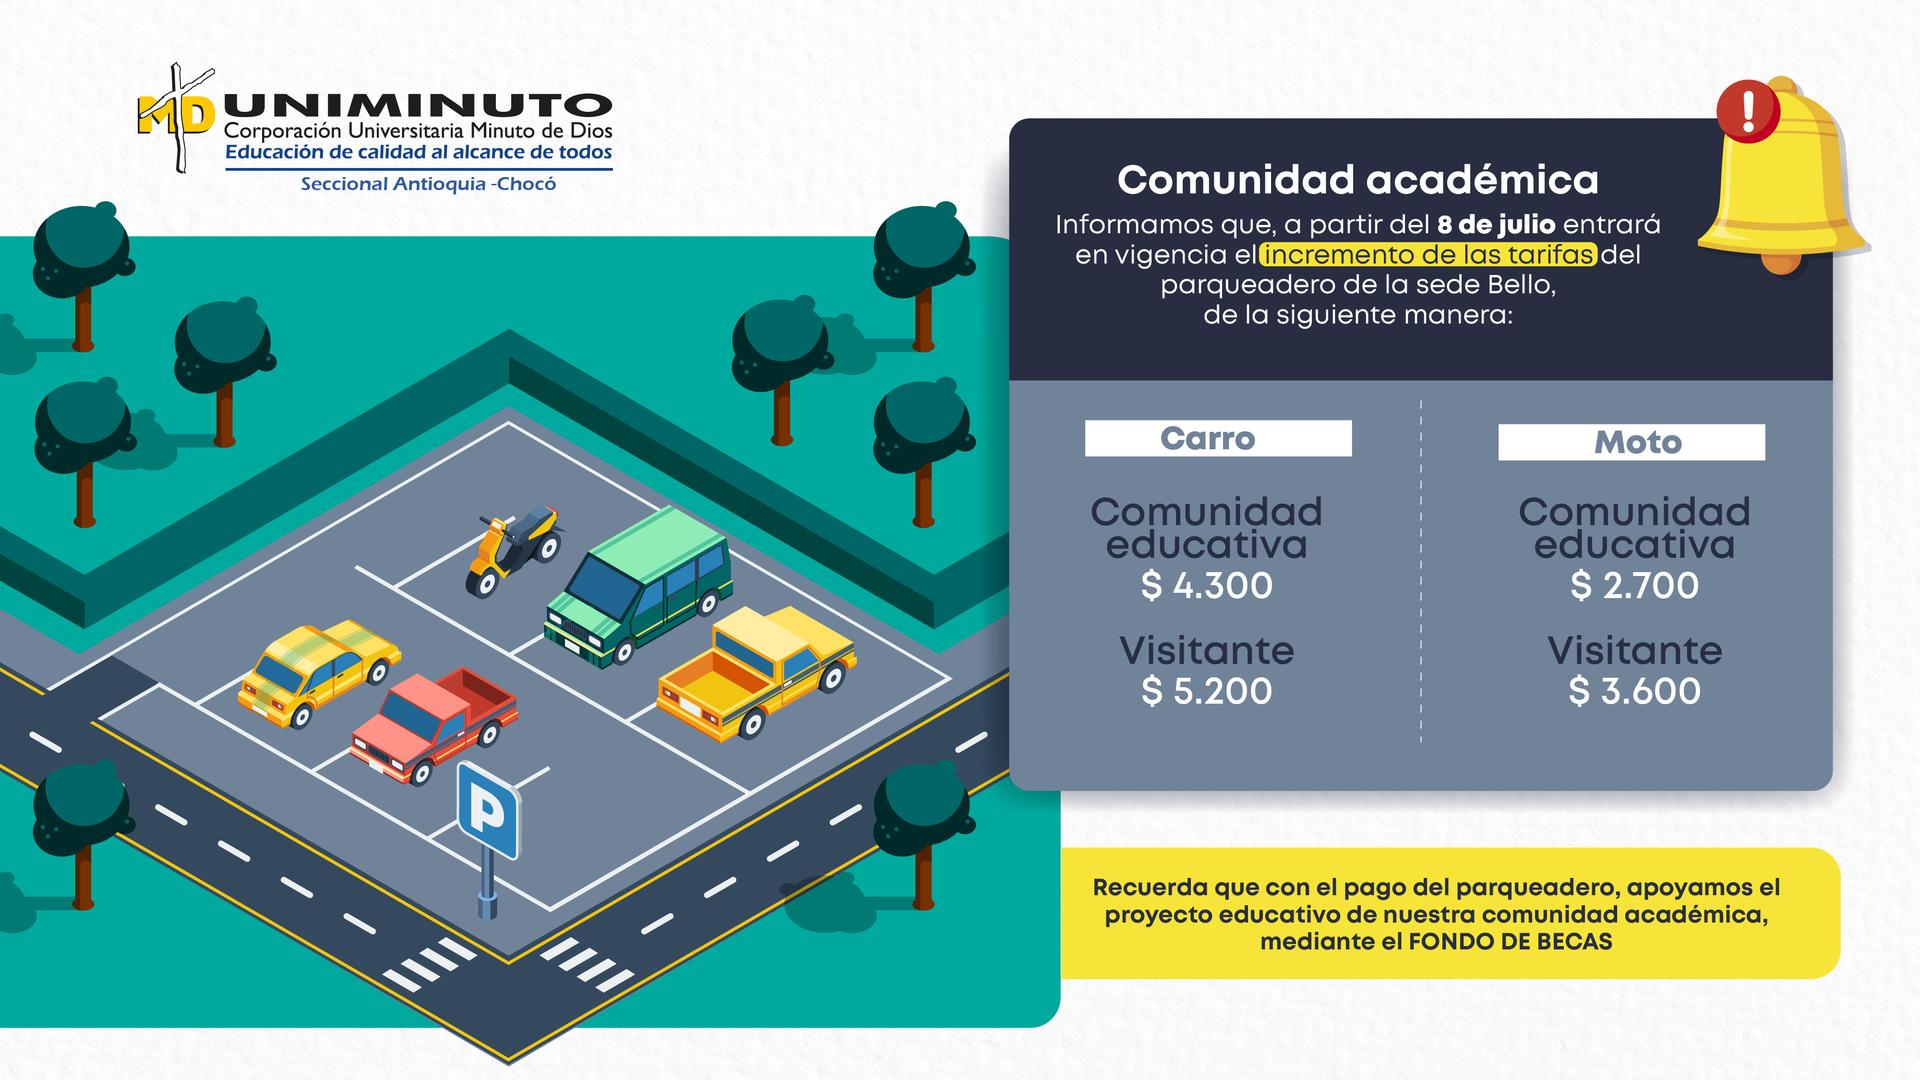 MD UNIMINUTO
Corporación Universitaria Minuto de Dios
Educación de calidad al alcance de todos
Seccional Antioquia -Chocó
Comunidad académica
Informamos que, a partir del 8 de julio entrará
en vigencia el incremento de las tarifas del
parqueadero de la sede Bello,
de la siguiente manera:
Carro
Comunidad
educativa
$ 4.300
Visitante
$ 5.200
Moto
Comunidad
educativa
$ 2.700
Visitante
$ 3.600
P
Recuerda que con el pago del parqueadero, apoyamos el
proyecto educativo de nuestra comunidad académica,
mediante el FONDO DE BECAS